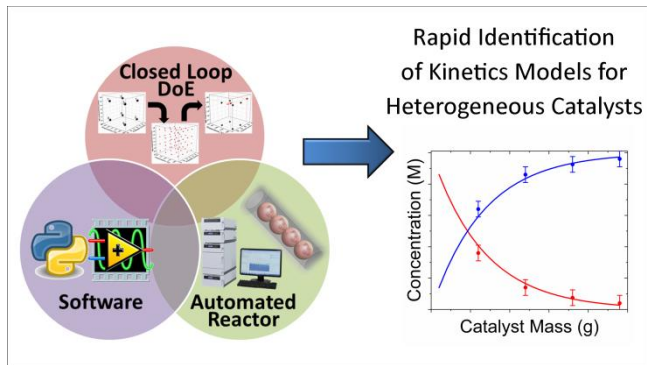 Closed Loop
DoE
Software
Automated
Reactor
Rapid Identification
of Kinetics Models for
Heterogeneous Catalysts
Concentration (M)
Catalyst Mass (g)